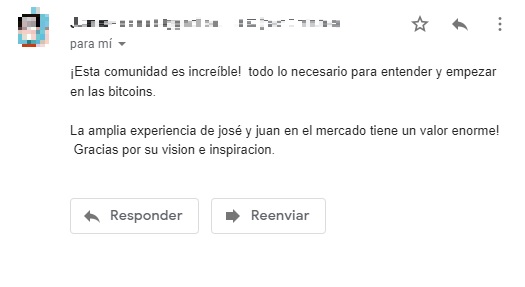 para mí
¡Esta comunidad es increíble! todo lo necesario para entender y empezar
en las bitcoins.
La amplia experiencia de josé y juan en el mercado tiene un valor enorme!
Gracias por su vision e inspiracion.
Responder
Reenviar